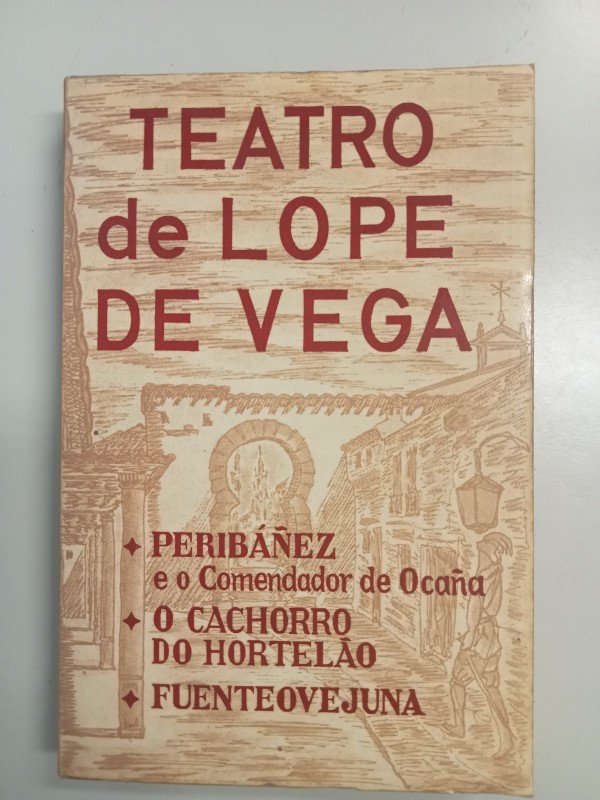 TEATRO
de LOPE
DE VEGA
✦ PERIBÁÑEZ
e o Comendador de Ocaña
✦ O CACHORRO
DO HORTELÃO
✦ FUENTEOVEJUNA